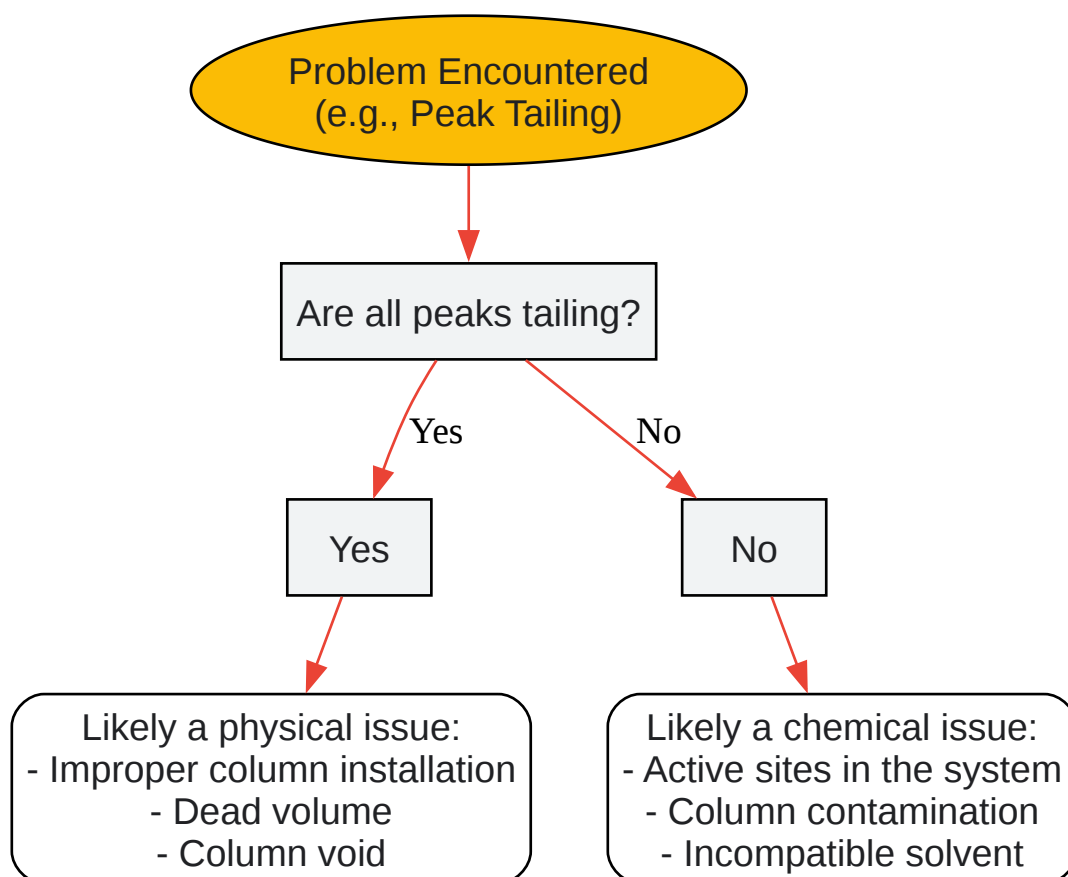 Problem Encountered
(e.g., Peak Tailing)
Are all peaks tailing?
Yes
No
Yes
No
Likely a physical issue:
- Improper column installation
- Dead volume
- Column void
Likely a chemical issue:
- Active sites in the system
- Column contamination
- Incompatible solvent